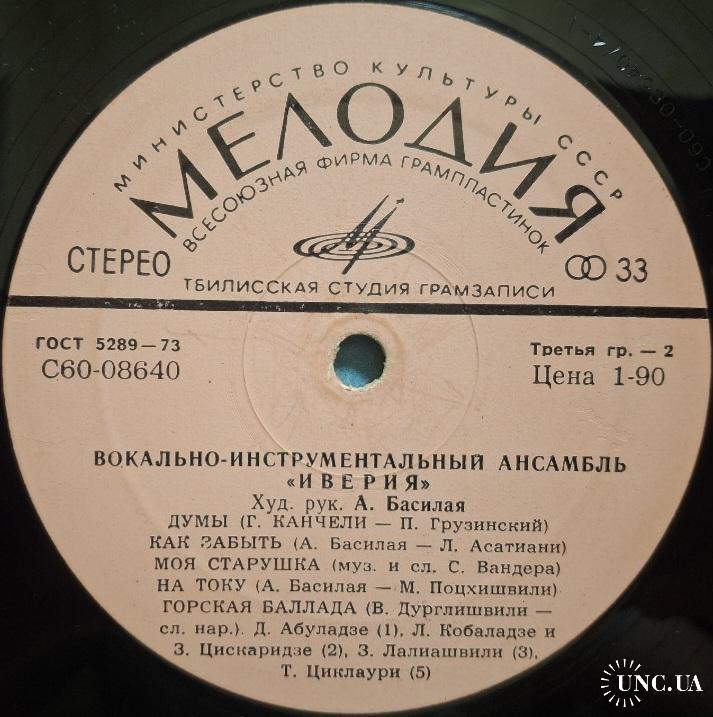 МИНИСТЕРСТВО КУЛЬТУРЫ СССР
МЕЛОДИЯ
ВСЕСОЮЗНАЯ ФИРМА ГРАМПЛАСТИНОК
СТЕРЕО
33
ТБИЛИССКАЯ СТУДИЯ ГРАМЗАПИСИ
ГОСТ 5289—73
Третья гр. — 2
С60-08640
Цена 1-90
ВОКАЛЬНО-ИНСТРУМЕНТАЛЬНЫЙ АНСАМБЛЬ
«ИВЕРИЯ»
Худ. рук. А. Басилая
ДУМЫ (Г. КАНЧЕЛИ — П. Грузинский)
КАК ЗАБЫТЬ (А. Басилая — Л. Асатиани)
МОЯ СТАРУШКА (муз. и сл. С. Вандера)
НА ТОКУ (А. Басилая — М. Поцхишвили)
ГОРСКАЯ БАЛЛАДА (В. Дурглишвили —
сл. нар.). Д. Абуладзе (1), Л. Кобаладзе и
З. Цискаридзе (2), З. Лалиашвили (3),
Т. Циклаури (5)
UNC.UA